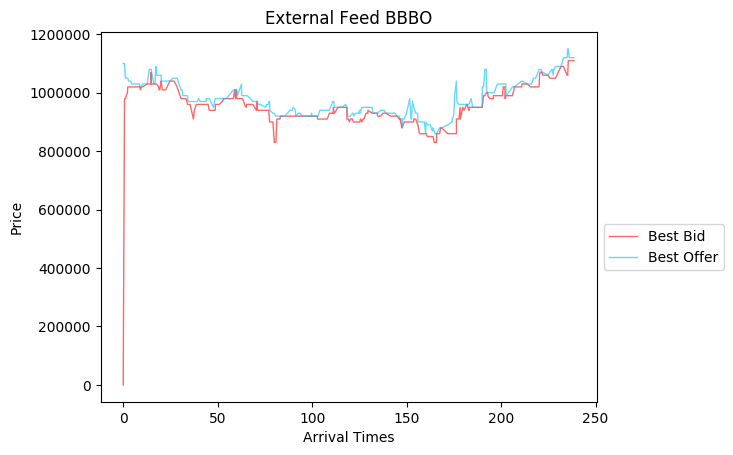 External Feed BBBO
1200000
1000000
800000
600000
400000
200000
0
Price
0 50 100 150 200 250
Arrival Times
Best Bid
Best Offer